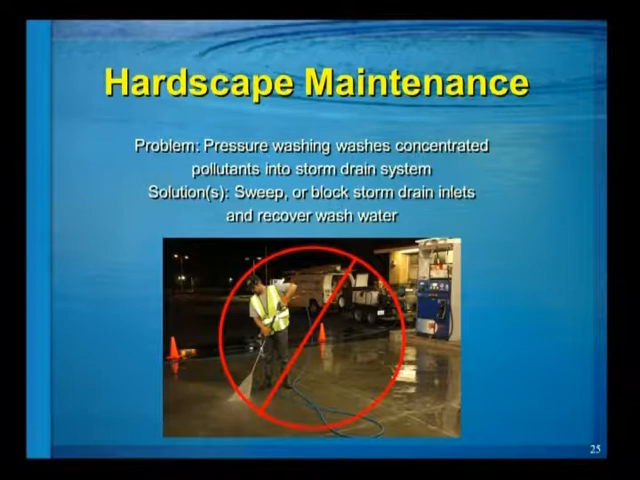 Hardscape Maintenance
Problem: Pressure washing washes concentrated
pollutants into storm drain system
Solution(s): Sweep, or block storm drain inlets
and recover wash water
25